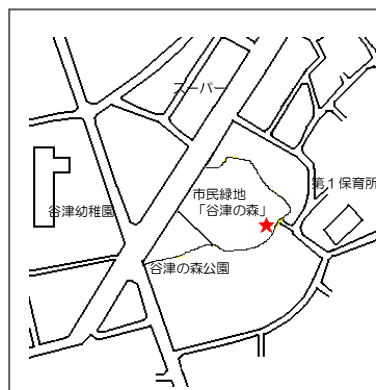 スーパー
市民緑地
「谷津の森」
第1保育所
谷津幼稚園
谷津の森公園